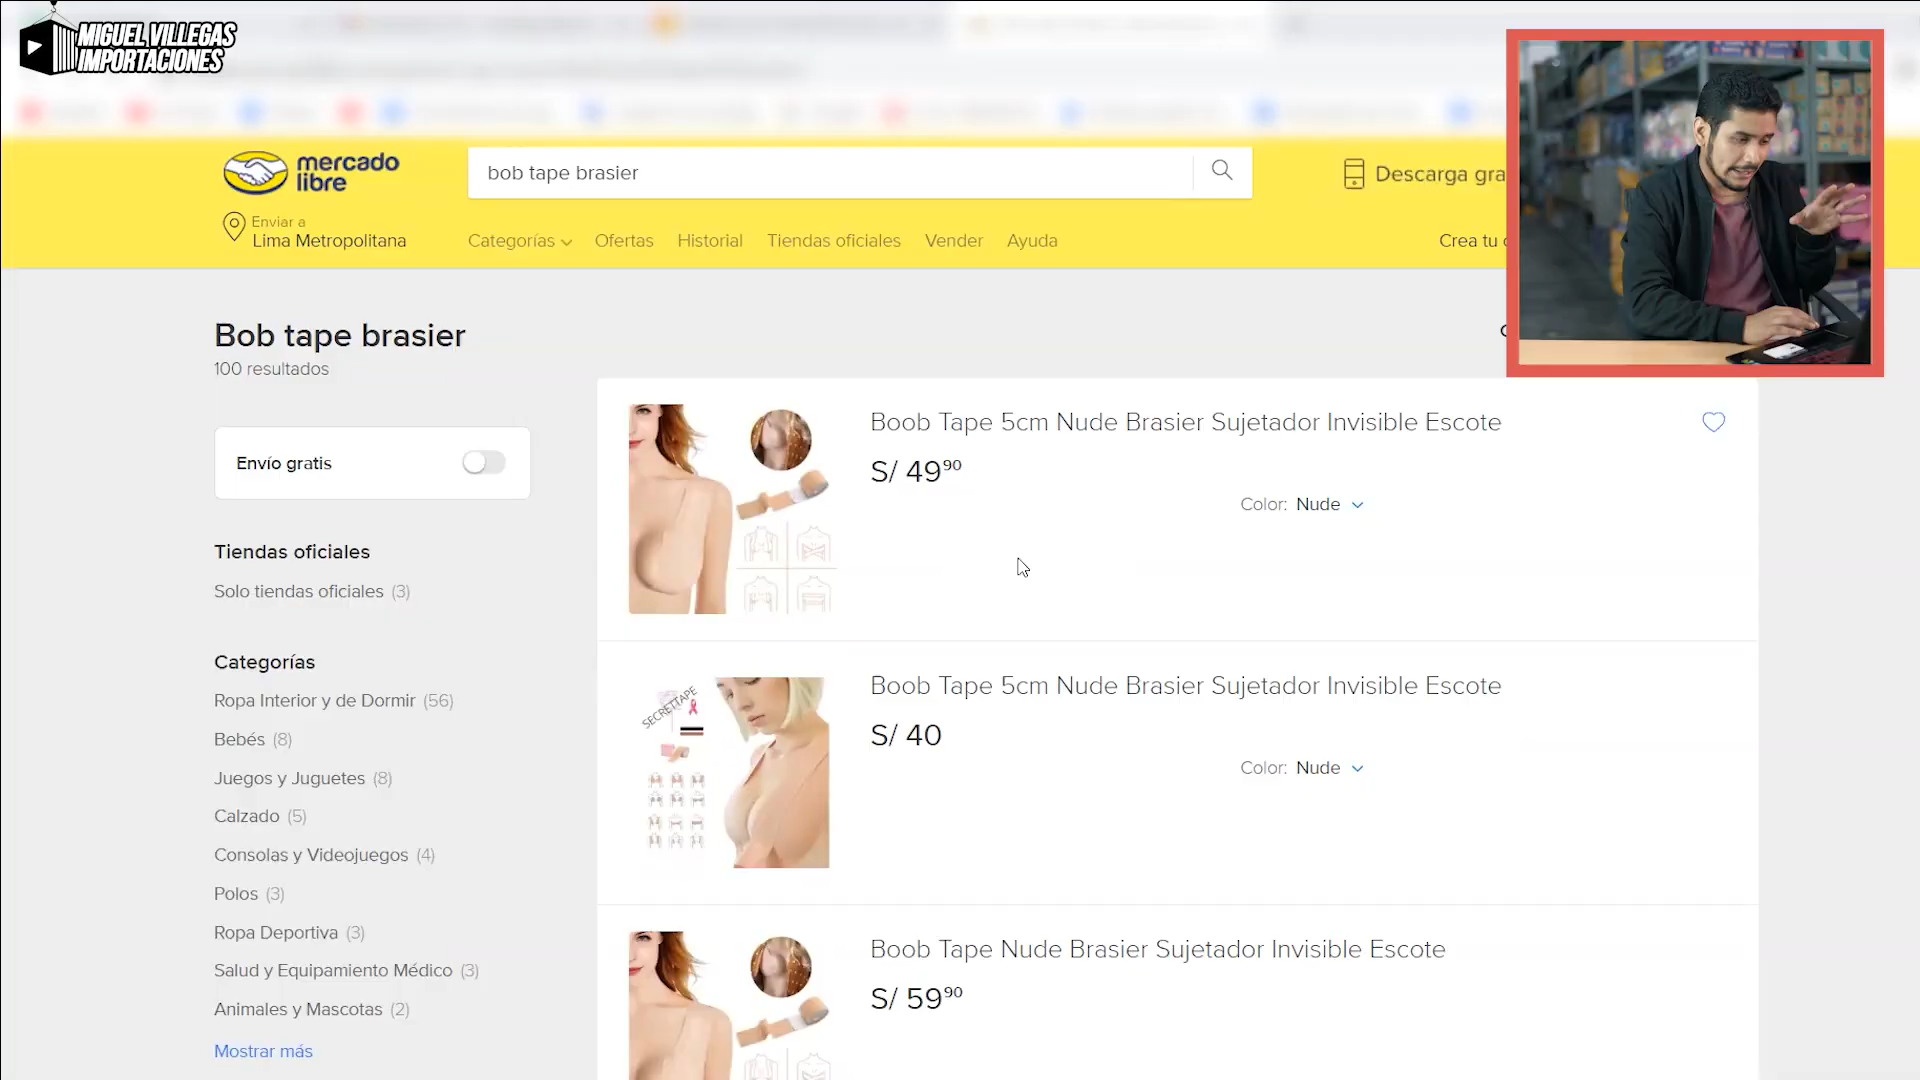 MIGUEL VILLEGAS
IMPORTACIONES
mercado
libre
bob tape brasier
Descarga gra
Enviar a
Lima Metropolitana
Categorías
Ofertas
Historial
Tiendas oficiales
Vender
Ayuda
Crea tu
Bob tape brasier
100 resultados
Envío gratis
Tiendas oficiales
Solo tiendas oficiales (3)
Categorías
Ropa Interior y de Dormir (56)
Bebés (8)
Juegos y Juguetes (8)
Calzado (5)
Consolas y Videojuegos (4)
Polos (3)
Ropa Deportiva (3)
Salud y Equipamiento Médico (3)
Animales y Mascotas (2)
Mostrar más
Boob Tape 5cm Nude Brasier Sujetador Invisible Escote
S/ 49⁹⁰
Color: Nude
SECRETTAPE
Boob Tape 5cm Nude Brasier Sujetador Invisible Escote
S/ 40
Color: Nude
Boob Tape Nude Brasier Sujetador Invisible Escote
S/ 59⁹⁰